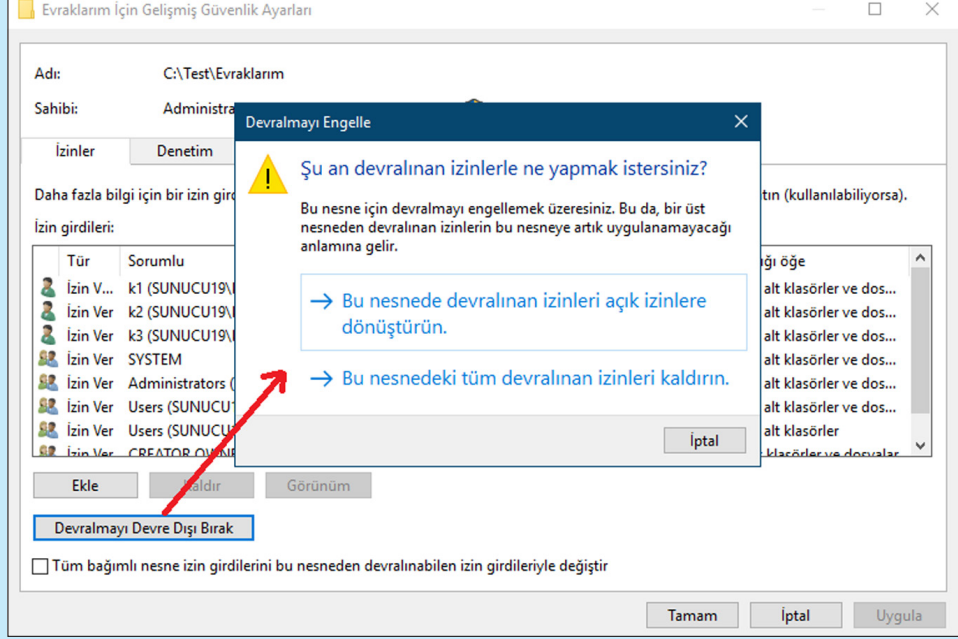 Evraklarım İçin Gelişmiş Güvenlik Ayarları
Adı: C:\Test\Evraklarım
Sahibi:
İzinler Denetim
Daha fazla bilgi için bir izin
(kullanılabiliyorsa).
İzin girdileri:
Tür Sorumlu
öğe
İzin V... k1 (SUNUCU19\
alt klasörler ve dos...
İzin Ver k2 (SUNUCU19\
alt klasörler ve dos...
İzin Ver k3 (SUNUCU19\
alt klasörler ve dos...
İzin Ver SYSTEM
alt klasörler ve dos...
İzin Ver Administrators (
alt klasörler ve dos...
İzin Ver Users
alt klasörler ve dos...
İzin Ver Users
alt klasörler
İzin Ver CREATOR
klasörler ve dosyalar
Devralmayı Engelle
Şu an devralınan izinlerle ne yapmak istersiniz?
Bu nesne için devralmayı engellemek üzeresiniz. Bu da, bir üst
nesneden devralınan izinlerin bu nesneye artık uygulanamayacağı
anlamına gelir.
Bu nesnede devralınan izinleri açık izinlere
dönüştürün.
Bu nesnedeki tüm devralınan izinleri kaldırın.
İptal
Ekle Kaldır Görünüm
Devralmayı Devre Dışı Bırak
Tüm bağımlı nesne izin girdilerini bu nesneden devralınabilen izin girdileriyle değiştir
Tamam İptal Uygula